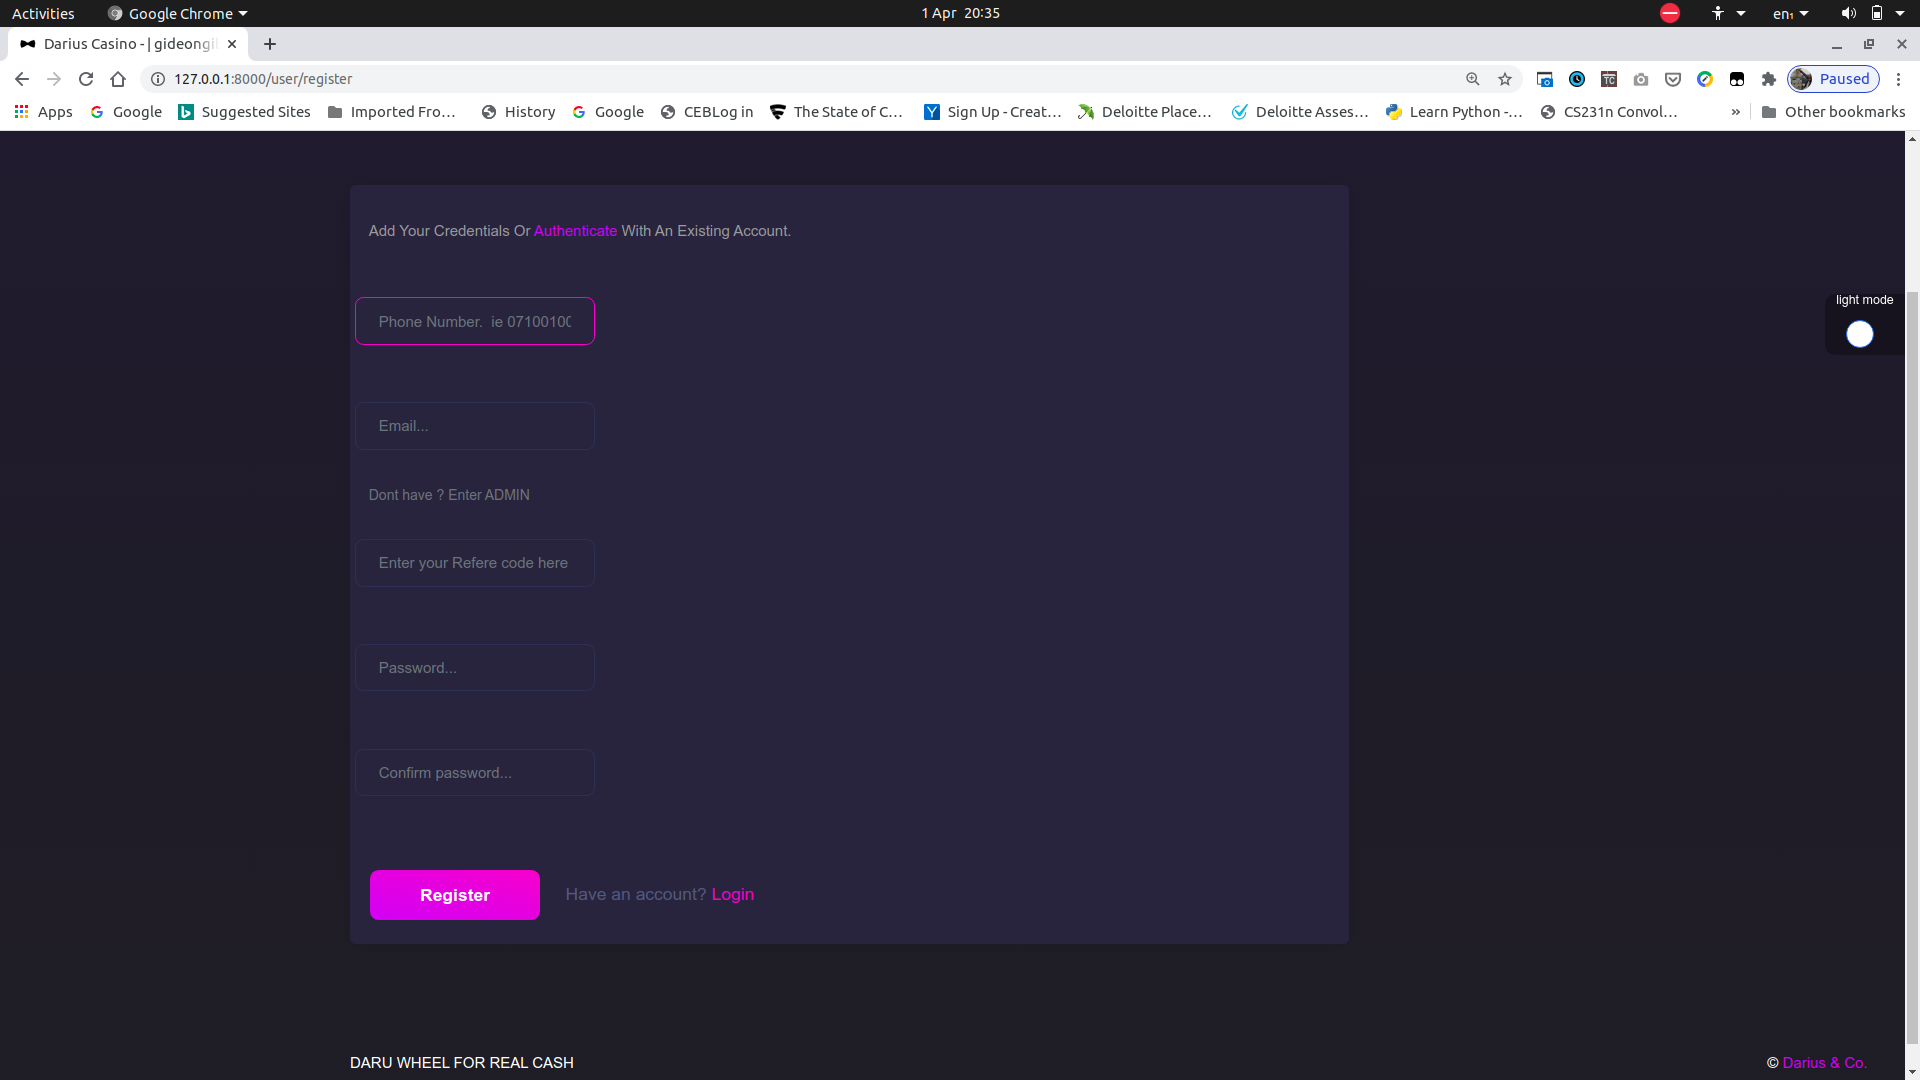 Activities Google Chrome 1 Apr 20:35 en₁
Darius Casino - | gideongi
127.0.0.1:8000/user/register Paused
Apps Google Suggested Sites Imported Fro... History Google CEBLog in The State of C... Sign Up - Creat... Deloitte Place... Deloitte Asses... Learn Python -... CS231n Convol... » Other bookmarks
Add Your Credentials Or Authenticate With An Existing Account.
light mode
Phone Number. ie 0710010
Email...
Dont have ? Enter ADMIN
Enter your Refere code here
Password...
Confirm password...
Register Have an account? Login
DARU WHEEL FOR REAL CASH © Darius & Co.